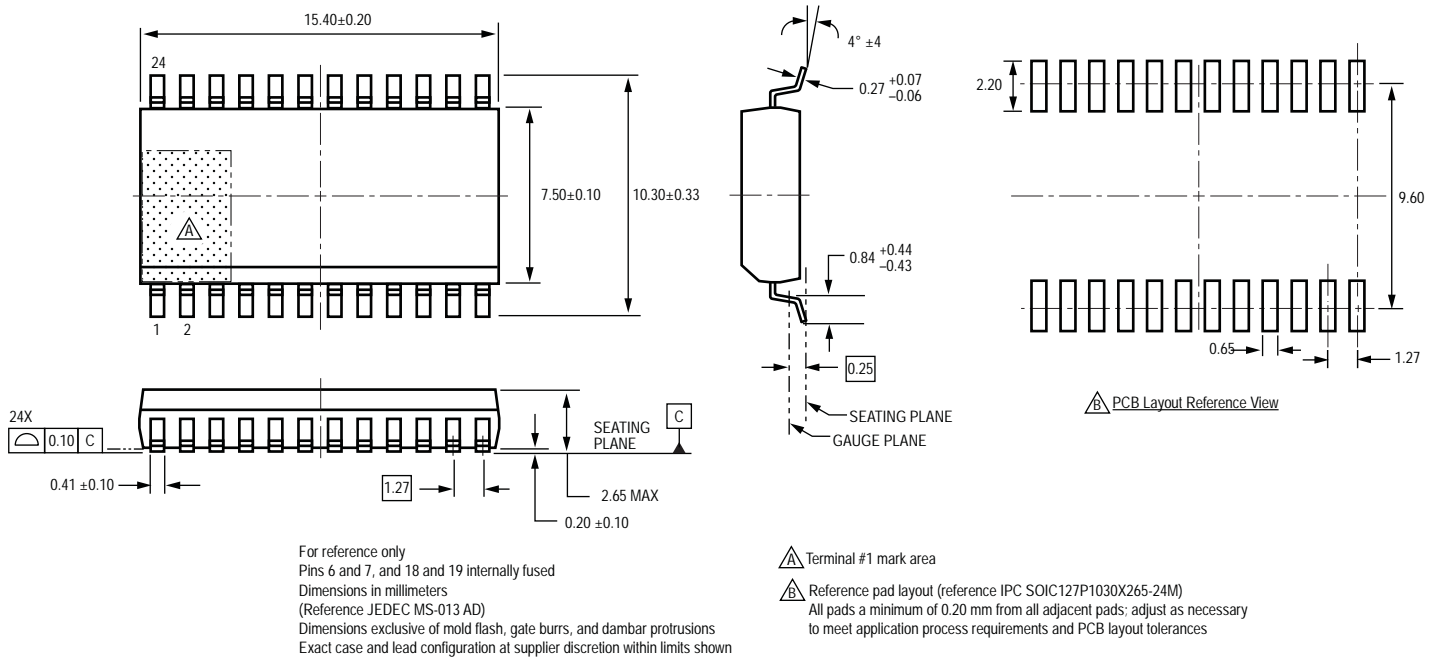 15.40±0.20
24
7.50±0.10
10.30±0.33
A
1 2
4° ±4
0.27 +0.07 –0.06
0.84 +0.44 –0.43
0.25
SEATING PLANE
GAUGE PLANE
2.20
9.60
0.65
1.27
B PCB Layout Reference View
24X
0.10 C
0.41 ±0.10
1.27
SEATING
PLANE
C
2.65 MAX
0.20 ±0.10
For reference only
Pins 6 and 7, and 18 and 19 internally fused
Dimensions in millimeters
(Reference JEDEC MS-013 AD)
Dimensions exclusive of mold flash, gate burrs, and dambar protrusions
Exact case and lead configuration at supplier discretion within limits shown
A Terminal #1 mark area
B Reference pad layout (reference IPC SOIC127P1030X265-24M)
All pads a minimum of 0.20 mm from all adjacent pads; adjust as necessary
to meet application process requirements and PCB layout tolerances